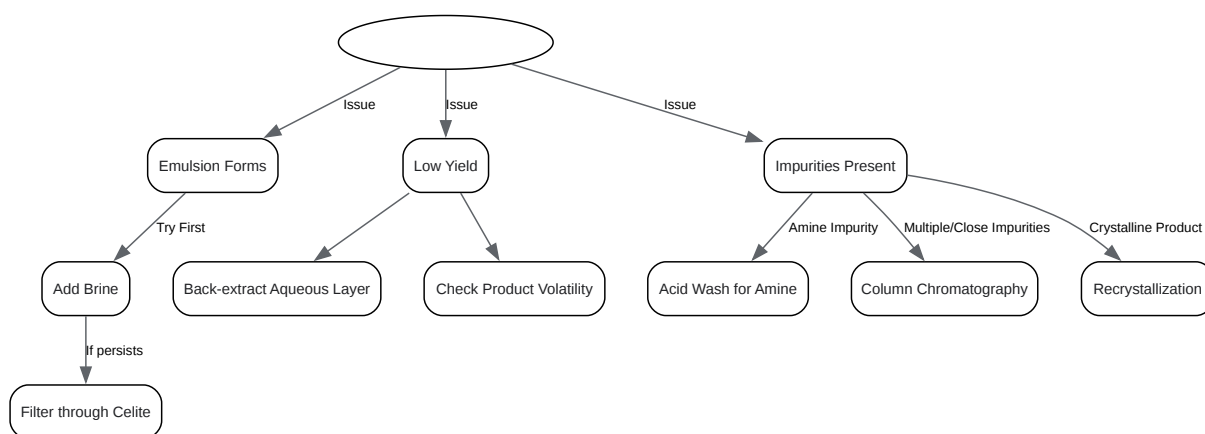 Issue
Issue
Issue
Emulsion Forms
Low Yield
Impurities Present
Try First
Amine Impurity
Multiple/Close Impurities
Crystalline Product
Add Brine
Back-extract Aqueous Layer
Check Product Volatility
Acid Wash for Amine
Column Chromatography
Recrystallization
If persists
Filter through Celite